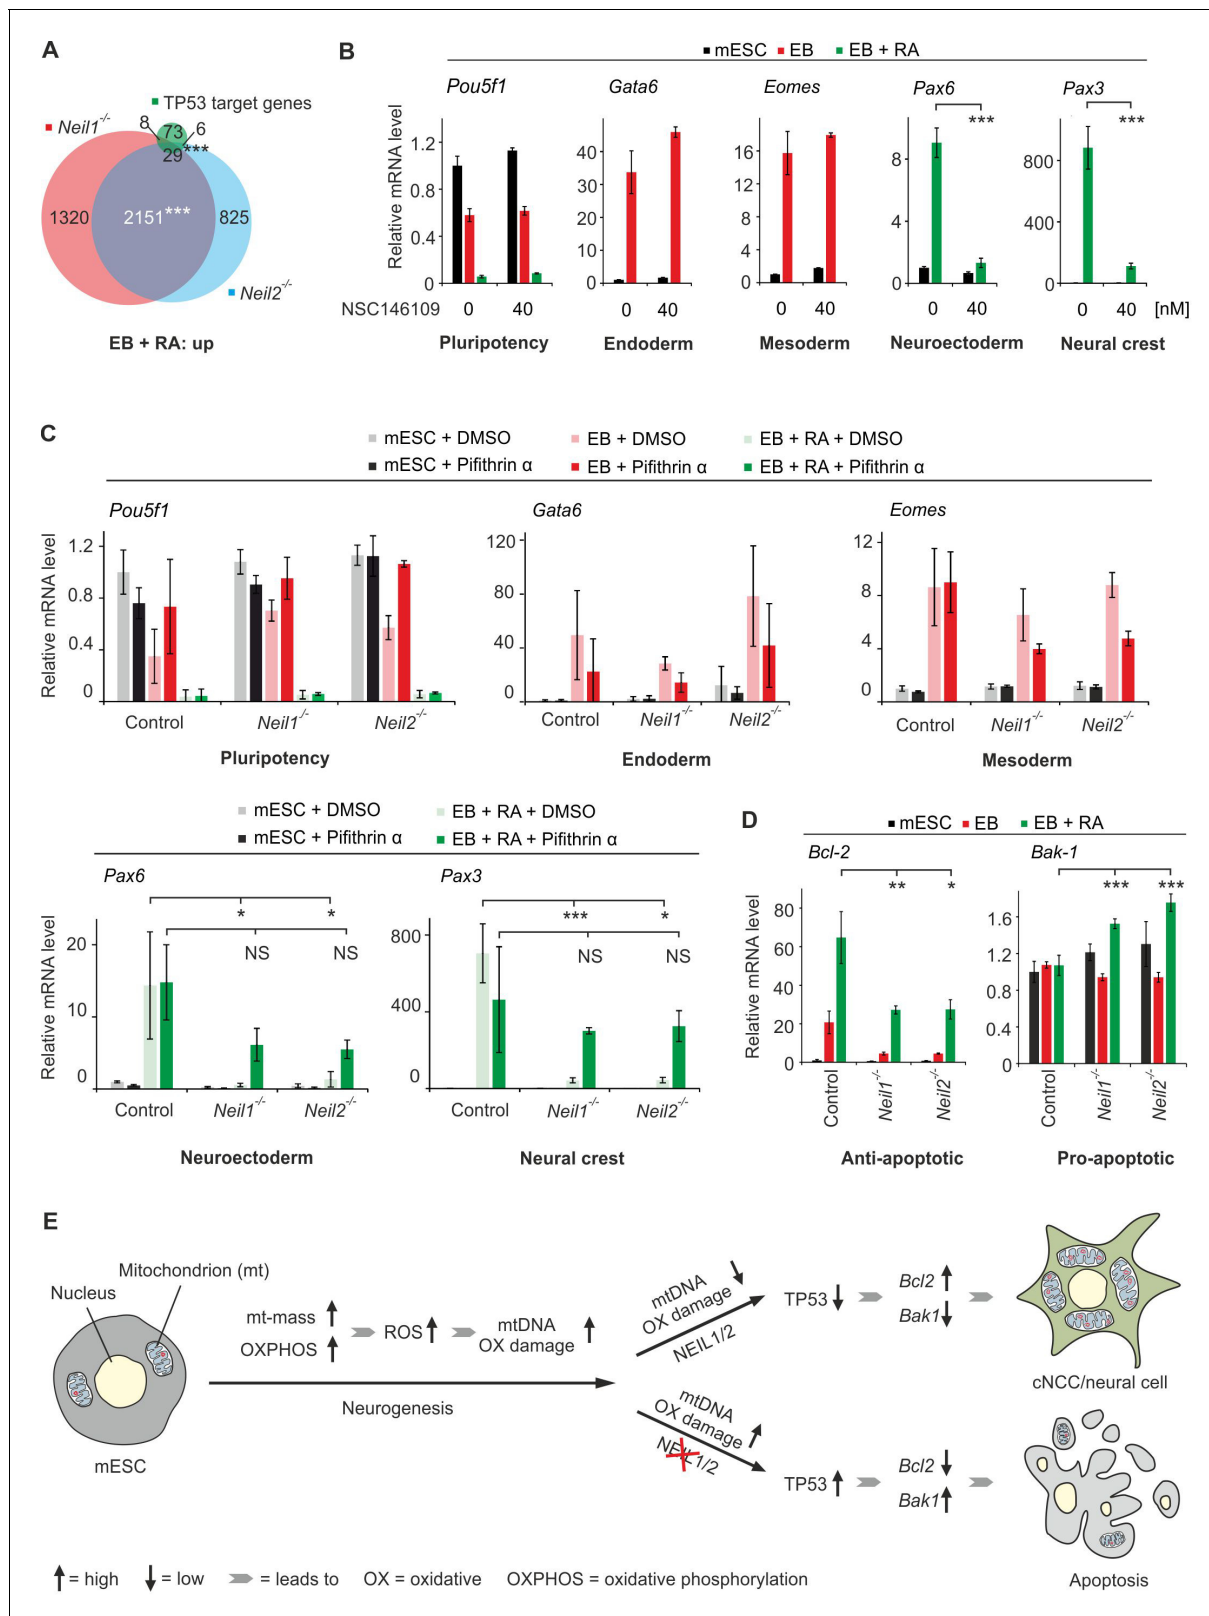 A
TP53 target genes
Neil1-/-
8
73
6
29
***
1320
2151***
825
Neil2-/-
EB + RA: up
B
mESC EB EB + RA
Pou5f1 Gata6 Eomes Pax6 Pax3
*** ***
Relative mRNA level
1.2
0.8
0.4
0
40
30
20
10
0
16
12
8
4
0
8
4
0
800
400
0
NSC146109 0 40 0 40 0 40 0 40 0 40 [nM]
Pluripotency Endoderm Mesoderm Neuroectoderm Neural crest
C
mESC + DMSO EB + DMSO EB + RA + DMSO
mESC + Pifithrin α EB + Pifithrin α EB + RA + Pifithrin α
Pou5f1 Gata6 Eomes
Relative mRNA level
1.2
0.8
0.4
0
120
80
40
0
12
8
4
0
Control Neil1-/- Neil2-/- Control Neil1-/- Neil2-/- Control Neil1-/- Neil2-/-
Pluripotency Endoderm Mesoderm
mESC + DMSO EB + RA + DMSO
mESC + Pifithrin α EB + RA + Pifithrin α
Pax6 Pax3
* * *** *
NS NS NS NS
Relative mRNA level
20
10
0
800
400
0
Control Neil1-/- Neil2-/- Control Neil1-/- Neil2-/-
Neuroectoderm Neural crest
D
mESC EB EB + RA
Bcl-2 Bak-1
** * *** ***
Relative mRNA level
80
60
40
20
0
1.6
1.2
0.8
0.4
0
Control Neil1-/- Neil2-/- Control Neil1-/- Neil2-/-
Anti-apoptotic Pro-apoptotic
E
Mitochondrion (mt)
Nucleus
mESC
mt-mass
OXPHOS
ROS
mtDNA
OX damage
Neurogenesis
mtDNA
OX damage
NEIL1/2
TP53
Bcl2
Bak1
cNCC/neural cell
mtDNA
OX damage
NEIL1/2
TP53
Bcl2
Bak1
Apoptosis
= high = low = leads to OX = oxidative OXPHOS = oxidative phosphorylation